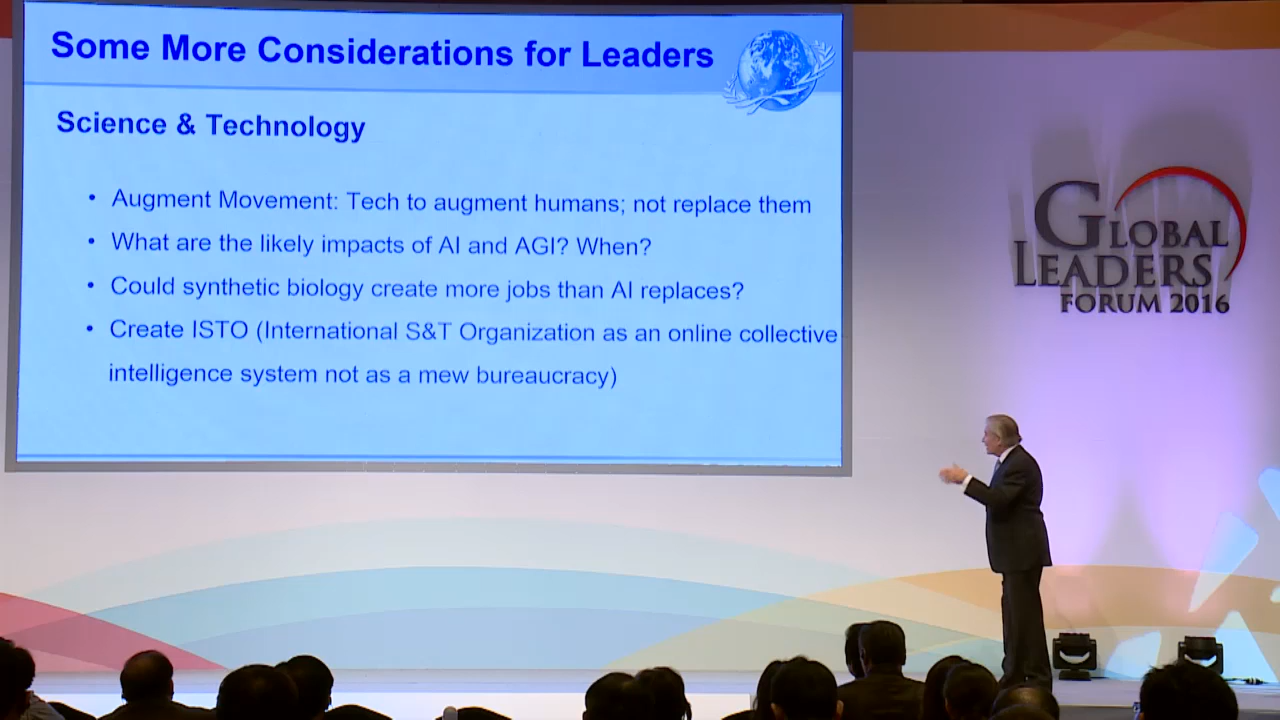 Some More Considerations for Leaders
Science & Technology
• Augment Movement: Tech to augment humans; not replace them
• What are the likely impacts of AI and AGI? When?
• Could synthetic biology create more jobs than AI replaces?
• Create ISTO (International S&T Organization as an online collective
intelligence system not as a mew bureaucracy)
GLOBAL
LEADERS
FORUM 2016